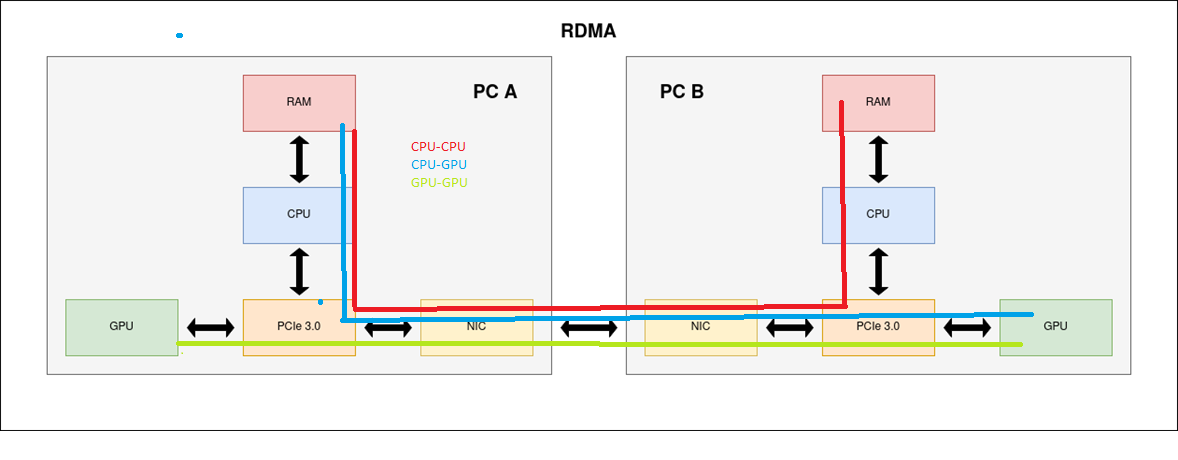 RDMA
PC A
PC B
RAM
RAM
CPU-CPU
CPU-GPU
GPU-GPU
CPU
CPU
GPU
PCIe 3.0
NIC
NIC
PCIe 3.0
GPU